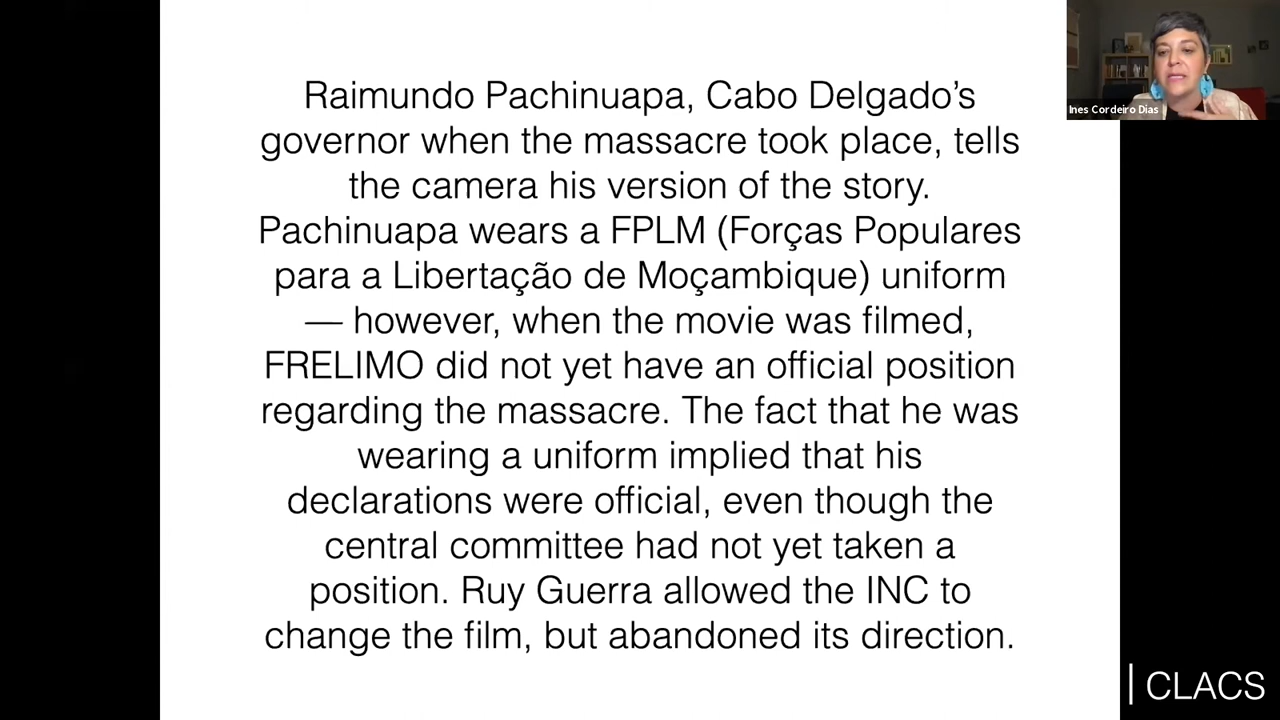 Raimundo Pachinuapa, Cabo Delgado’s
governor when the massacre took place, tells
the camera his version of the story.
Pachinuapa wears a FPLM (Forças Populares
para a Libertação de Moçambique) uniform
— however, when the movie was filmed,
FRELIMO did not yet have an official position
regarding the massacre. The fact that he was
wearing a uniform implied that his
declarations were official, even though the
central committee had not yet taken a
position. Ruy Guerra allowed the INC to
change the film, but abandoned its direction.
Ines Cordeiro Dias
| CLACS